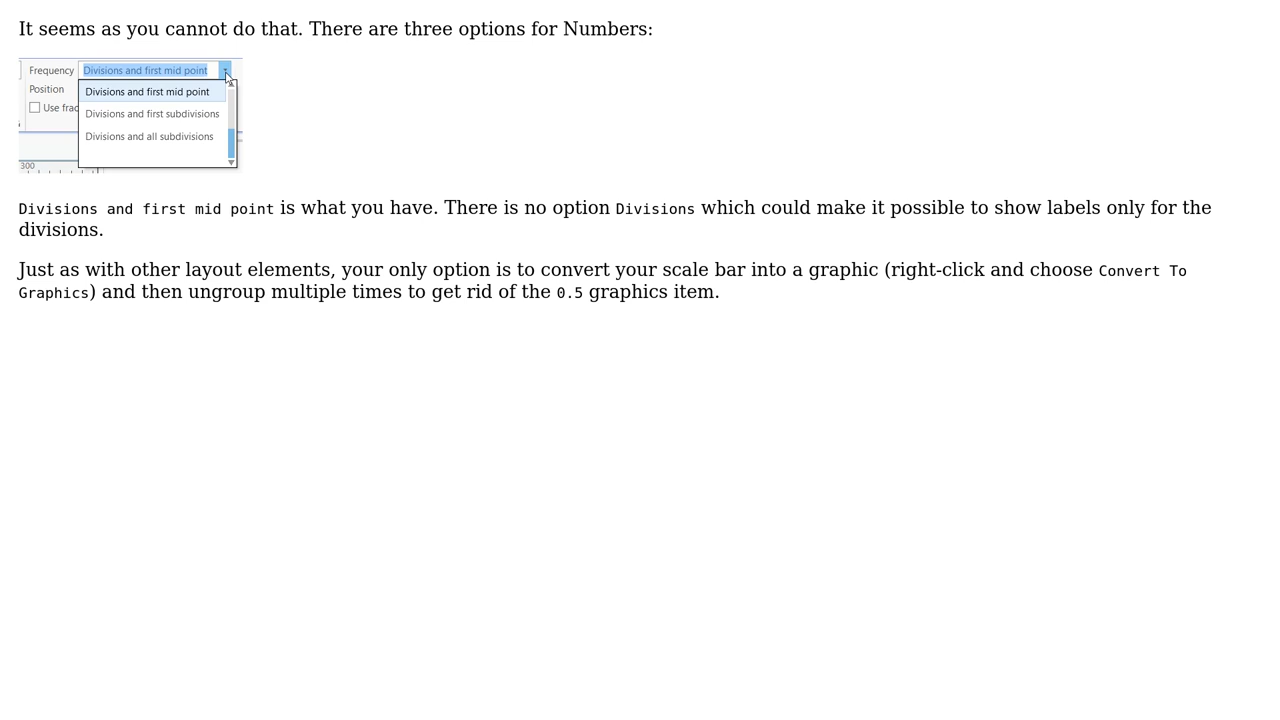 It seems as you cannot do that. There are three options for Numbers:
Frequency Divisions and first mid point
Position Divisions and first mid point
Use frac Divisions and first subdivisions
Divisions and all subdivisions
300
Divisions and first mid point is what you have. There is no option Divisions which could make it possible to show labels only for the
divisions.
Just as with other layout elements, your only option is to convert your scale bar into a graphic (right-click and choose Convert To
Graphics) and then ungroup multiple times to get rid of the 0.5 graphics item.